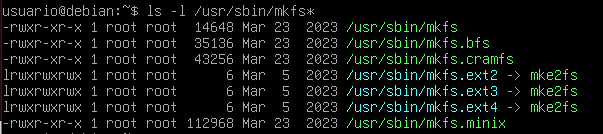 usuario@debian:~$ ls -l /usr/sbin/mkfs*
-rwxr-xr-x 1 root root  14648 Mar 23  2023 /usr/sbin/mkfs
-rwxr-xr-x 1 root root  35136 Mar 23  2023 /usr/sbin/mkfs.bfs
-rwxr-xr-x 1 root root  43256 Mar 23  2023 /usr/sbin/mkfs.cramfs
lrwxrwxrwx 1 root root      6 Mar  5  2023 /usr/sbin/mkfs.ext2 -> mke2fs
lrwxrwxrwx 1 root root      6 Mar  5  2023 /usr/sbin/mkfs.ext3 -> mke2fs
lrwxrwxrwx 1 root root      6 Mar  5  2023 /usr/sbin/mkfs.ext4 -> mke2fs
-rwxr-xr-x 1 root root 112968 Mar 23  2023 /usr/sbin/mkfs.minix